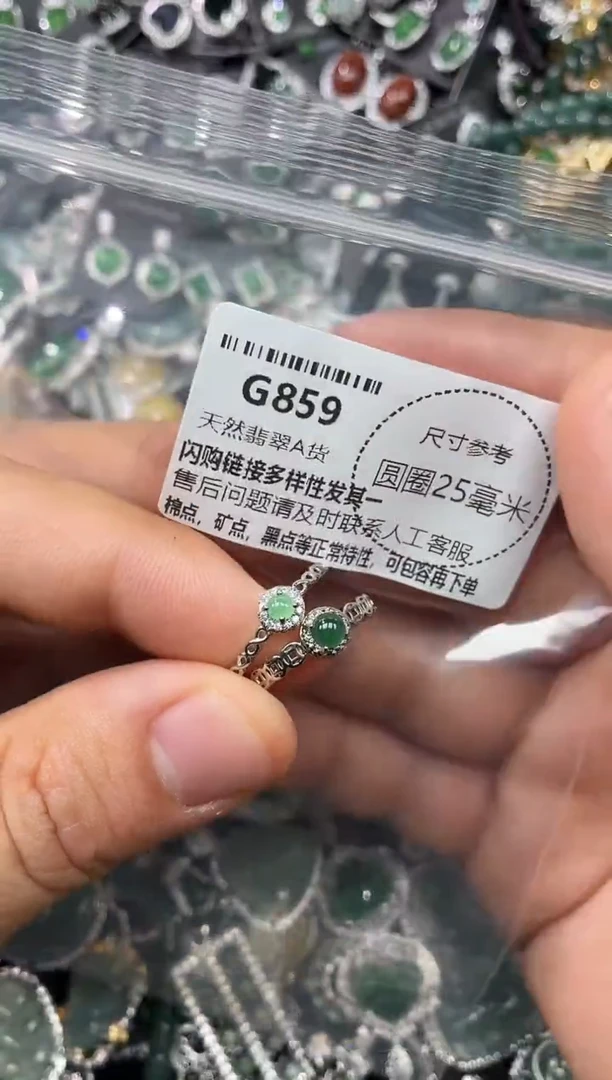 G859
天然翡翠A货
闪购链接多样性发其一
售后问题请及时联系人工客服
棉点，矿点，黑点等正常特性，可包容再下单
尺寸参考
圆圈25毫米